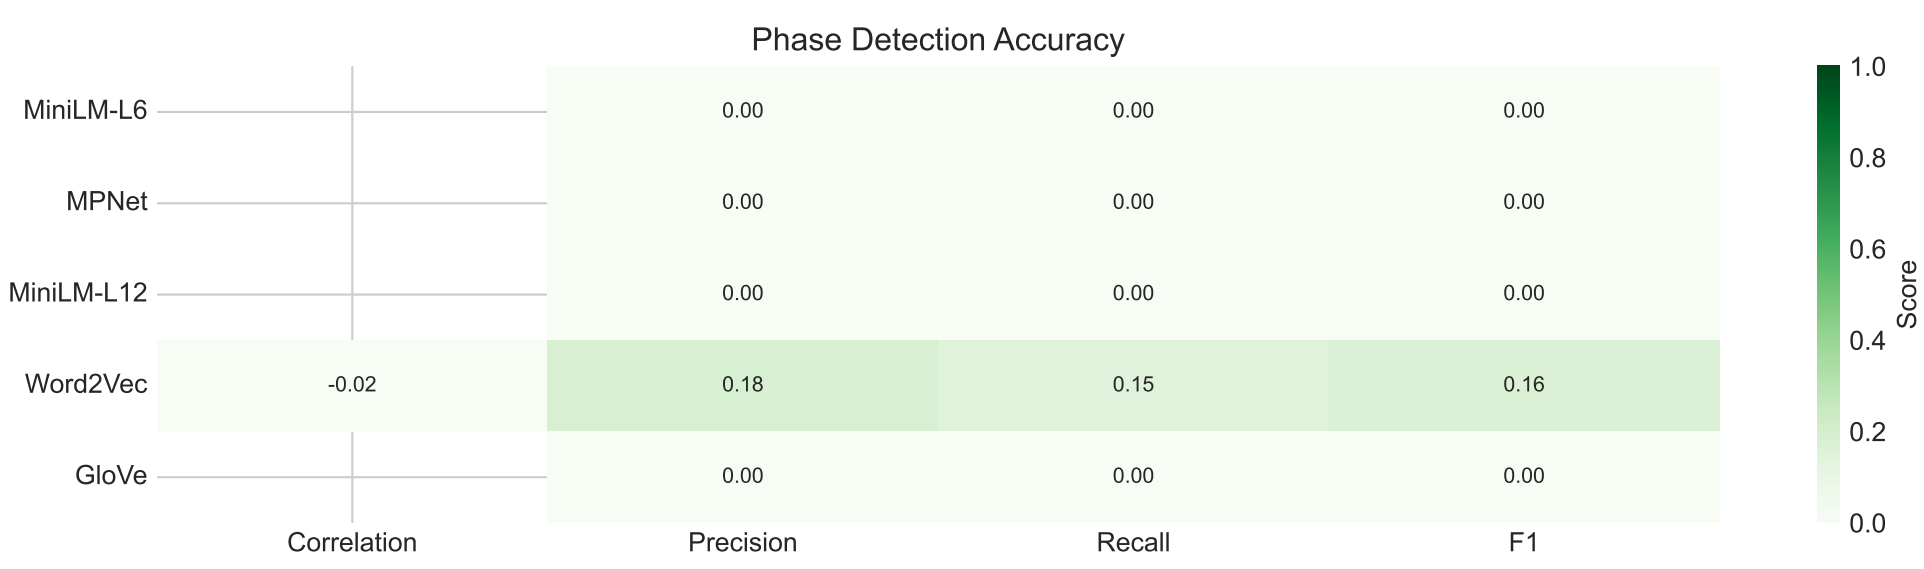 Phase Detection Accuracy
MiniLM-L6 0.00 0.00 0.00
MPNet 0.00 0.00 0.00
MiniLM-L12 0.00 0.00 0.00
Word2Vec -0.02 0.18 0.15 0.16
GloVe 0.00 0.00 0.00
Correlation Precision Recall F1
1.0
0.8
0.6
0.4
0.2
0.0
Score